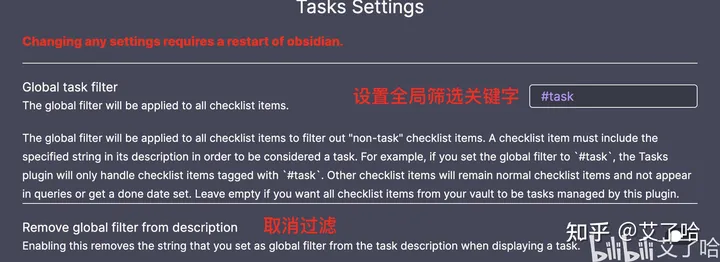 Tasks Settings
Changing any settings requires a restart of obsidian.
Global task filter
设置全局筛选关键字
#task
The global filter will be applied to all checklist items.
The global filter will be applied to all checklist items to filter out "non-task" checklist items. A checklist item must include the
specified string in its description in order to be considered a task. For example, if you set the global filter to `#task`, the Tasks
plugin will only handle checklist items tagged with `#task`. Other checklist items will remain normal checklist items and not appear
in queries or get a done date set. Leave empty if you want all checklist items from your vault to be tasks managed by this plugin.
Remove global filter from description
取消过滤
Enabling this removes the string that you set as global filter from the task description when displaying a task.
知乎 @艾了哈
bilibili 艾了哈